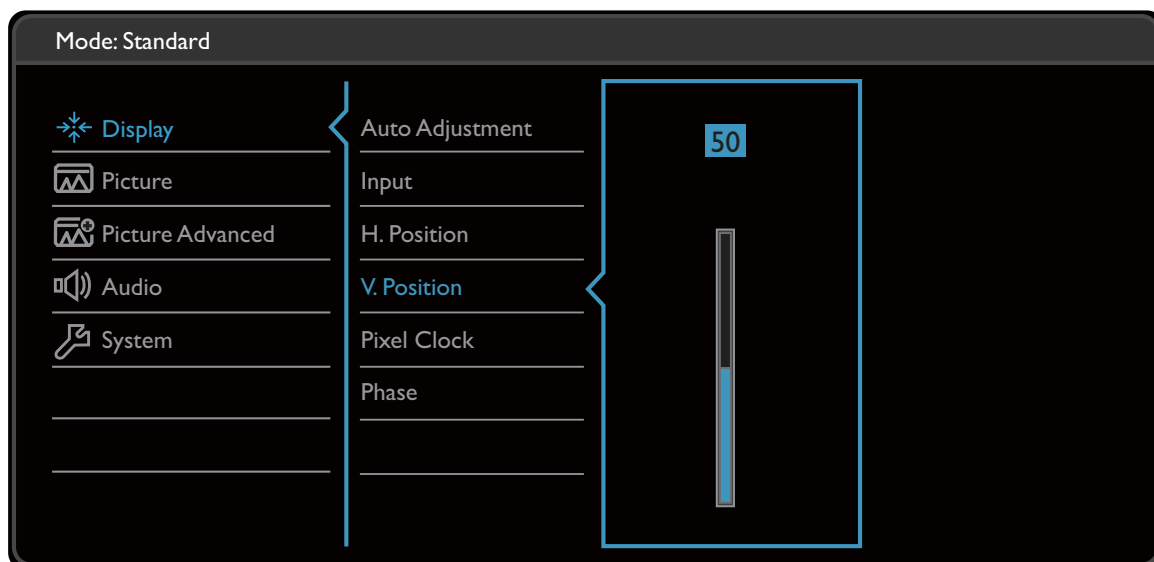 Mode: Standard
Display
Picture
Picture Advanced
Audio
System
Auto Adjustment
Input
H. Position
V. Position
Pixel Clock
Phase
50